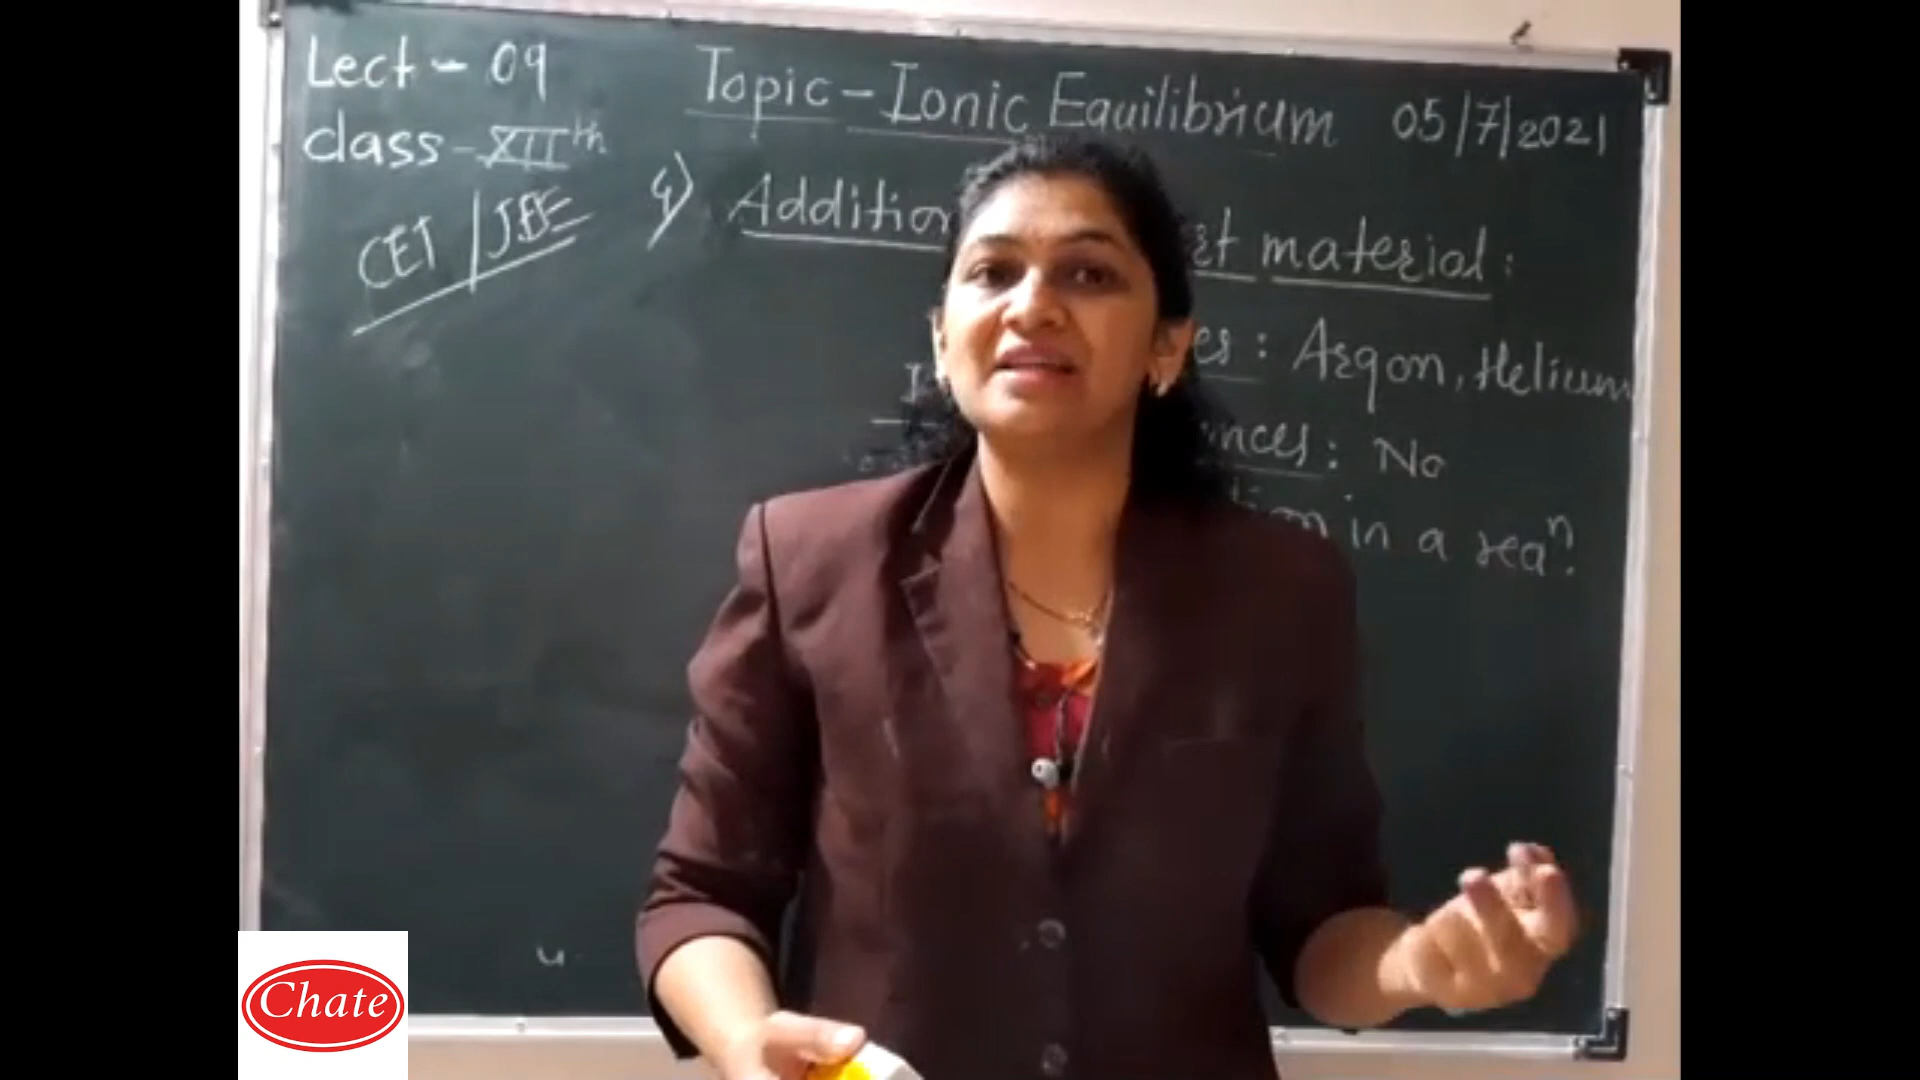 Lect - 09
Topic - Ionic Equilibrium 05/7/2021
class - XIIth
CET / JEE
4) Addition material :
: Argon, Helium
: No
in a rean.
Chate